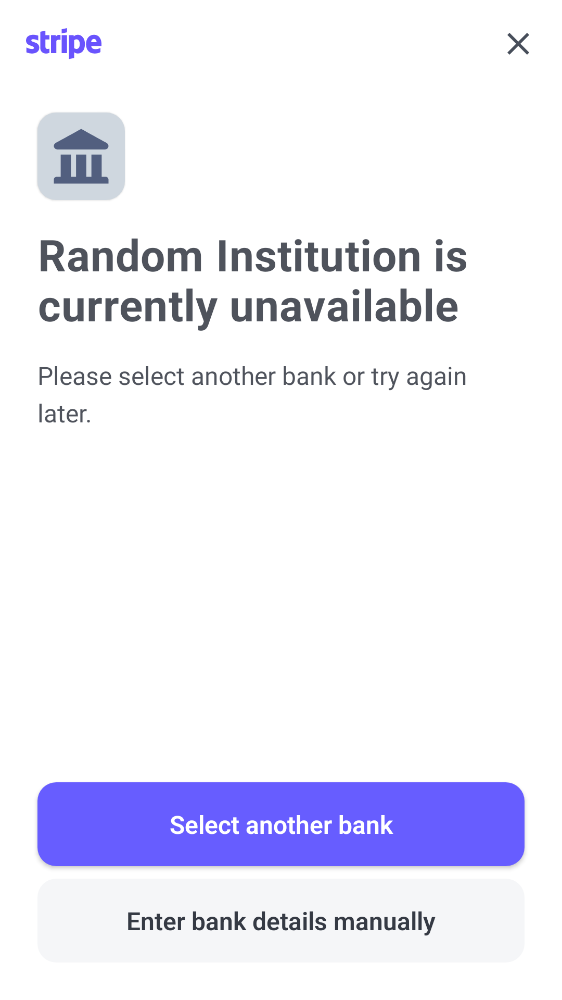 stripe
Random Institution is
currently unavailable
Please select another bank or try again
later.
Select another bank
Enter bank details manually